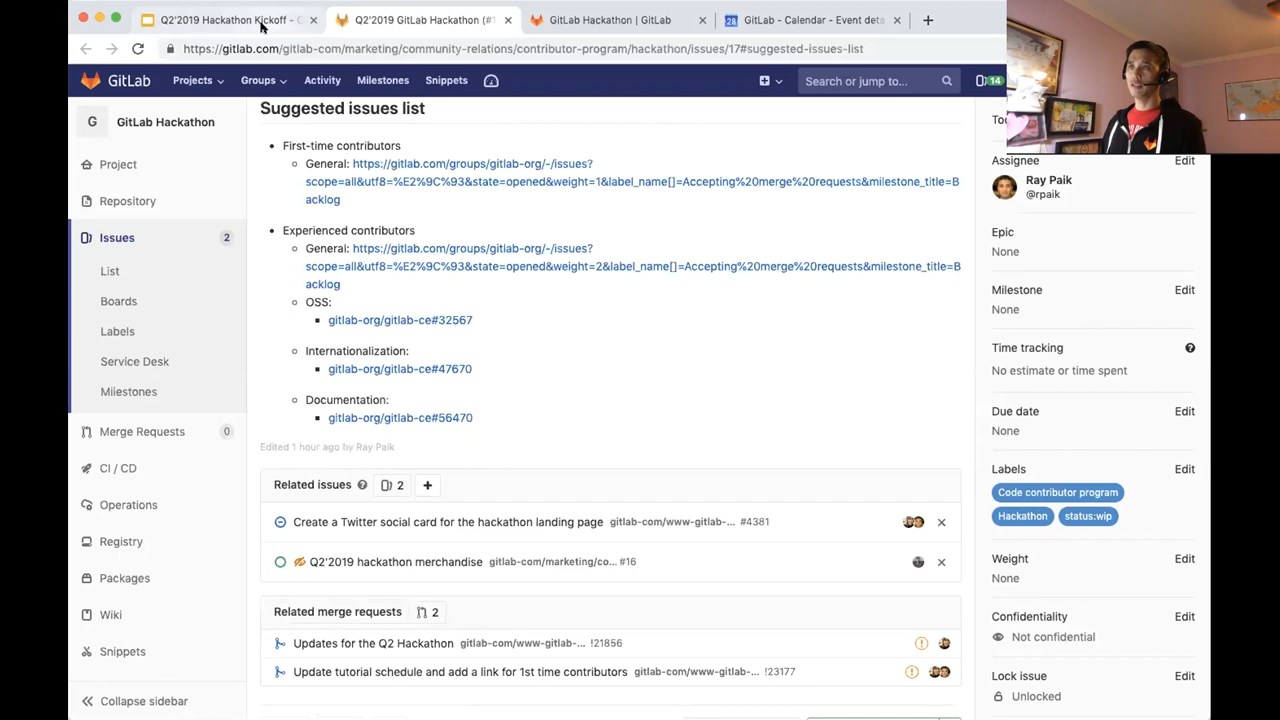 Q2'2019 Hackathon Kickoff -
Q2'2019 GitLab Hackathon (#1
GitLab Hackathon | GitLab
GitLab - Calendar - Event deta
https://gitlab.com/gitlab-com/marketing/community-relations/contributor-program/hackathon/issues/17#suggested-issues-list
GitLab
Projects
Groups
Activity
Milestones
Snippets
Search or jump to...
14
G
GitLab Hackathon
Project
Repository
Issues
2
List
Boards
Labels
Service Desk
Milestones
Merge Requests
0
CI / CD
Operations
Registry
Packages
Wiki
Snippets
Collapse sidebar
Suggested issues list
First-time contributors
General: https://gitlab.com/groups/gitlab-org/-/issues?
scope=all&utf8=%E2%9C%93&state=opened&weight=1&label_name[]=Accepting%20merge%20requests&milestone_title=B
acklog
Experienced contributors
General: https://gitlab.com/groups/gitlab-org/-/issues?
scope=all&utf8=%E2%9C%93&state=opened&weight=2&label_name[]=Accepting%20merge%20requests&milestone_title=B
acklog
OSS:
gitlab-org/gitlab-ce#32567
Internationalization:
gitlab-org/gitlab-ce#47670
Documentation:
gitlab-org/gitlab-ce#56470
Edited 1 hour ago by Ray Paik
Related issues
2
Create a Twitter social card for the hackathon landing page gitlab-com/www-gitlab-... #4381
Q2'2019 hackathon merchandise gitlab-com/marketing/co... #16
Related merge requests 2
Updates for the Q2 Hackathon gitlab-com/www-gitlab-... !21856
Update tutorial schedule and add a link for 1st time contributors gitlab-com/www-gitlab-... !23177
Assignee
Edit
Ray Paik
@rpaik
Epic
None
Milestone
Edit
None
Time tracking
No estimate or time spent
Due date
Edit
None
Labels
Edit
Code contributor program
Hackathon
status:wip
Weight
Edit
None
Confidentiality
Edit
Not confidential
Lock issue
Edit
Unlocked